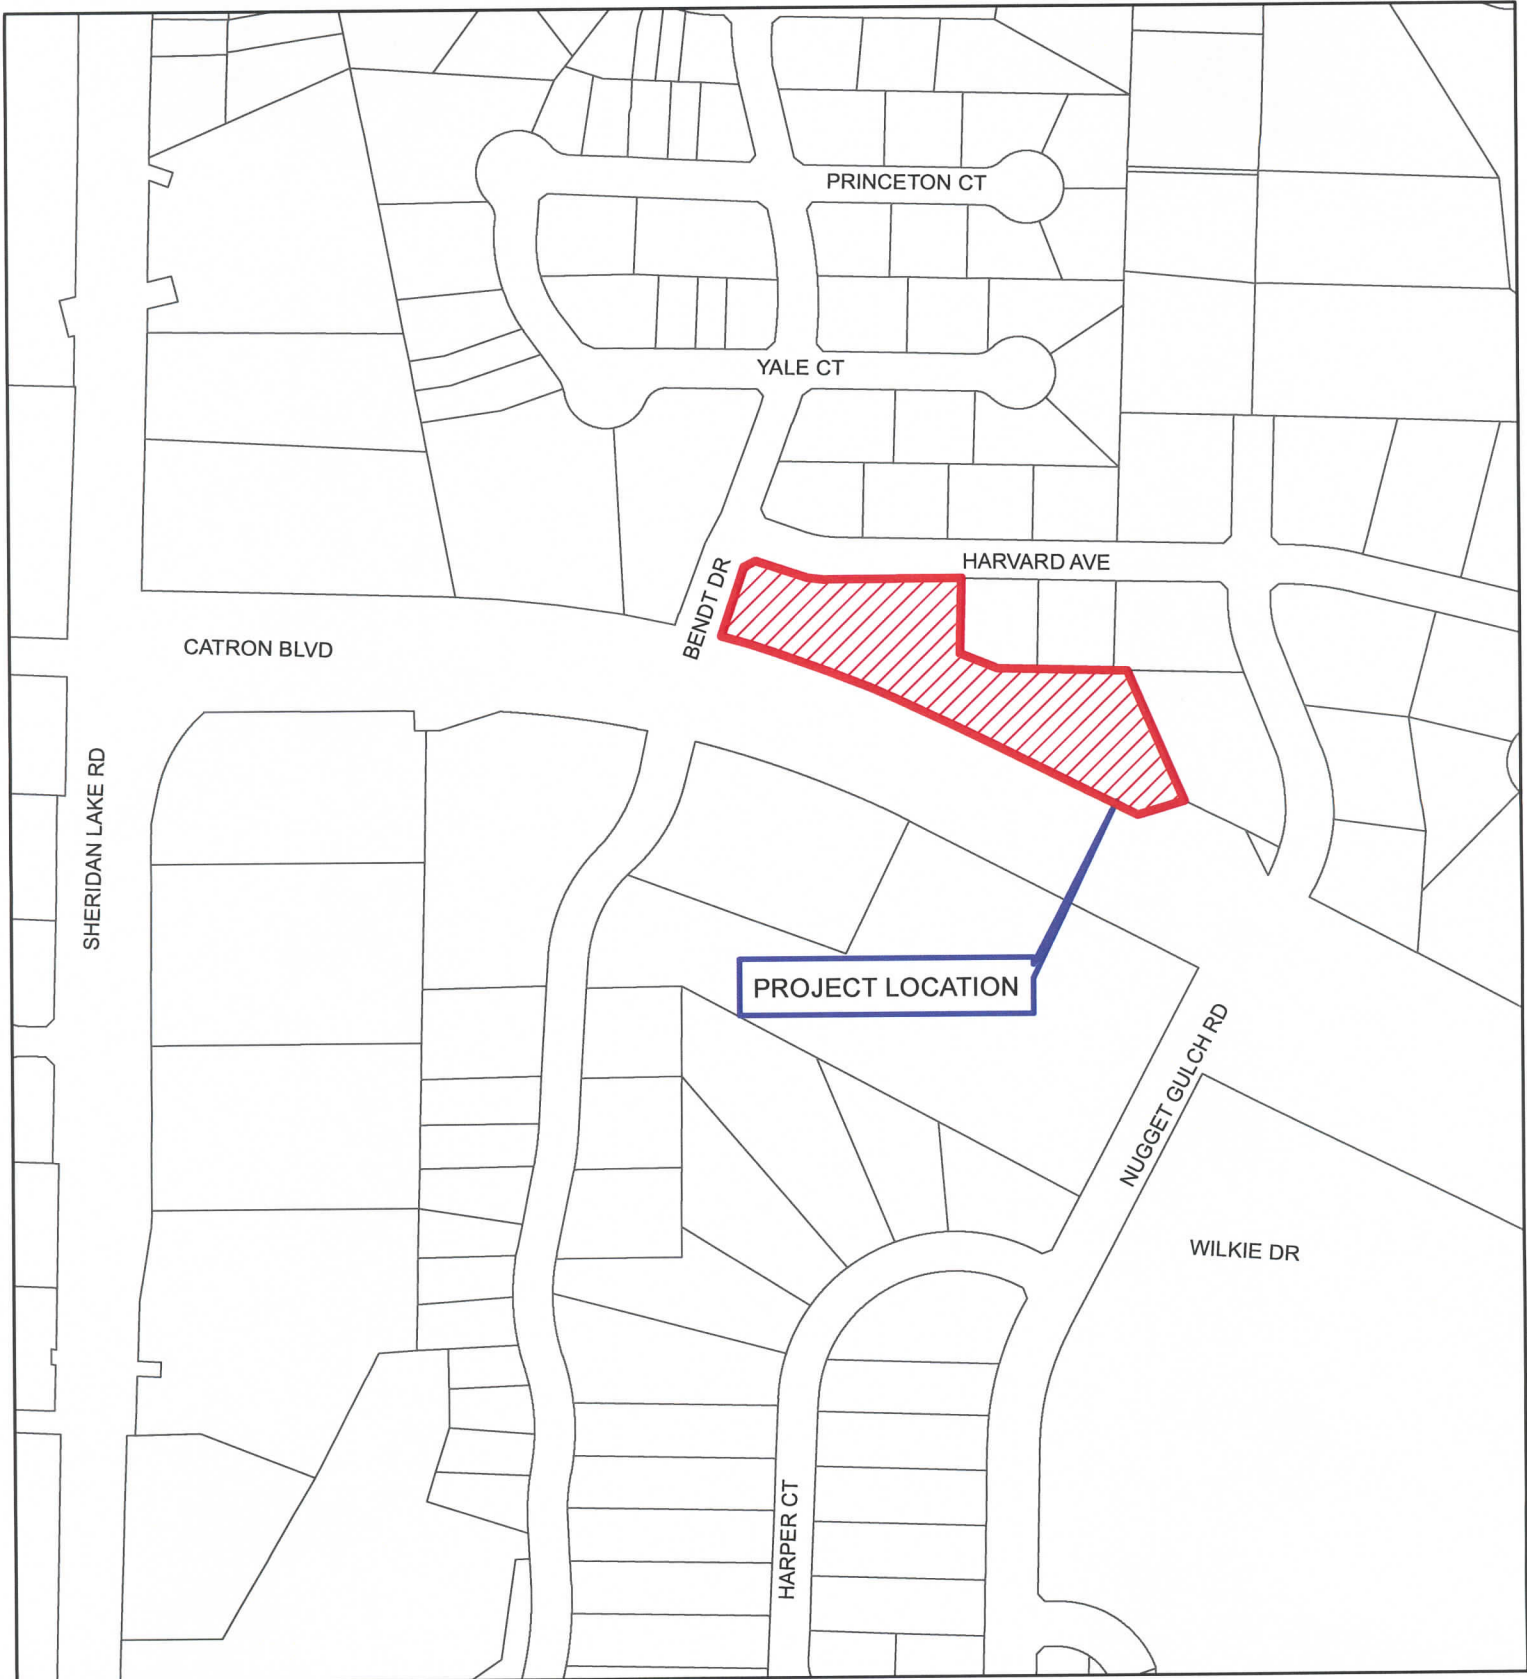 PRINCETON CT
YALE CT
HARVARD AVE
BENDT DR
CATRON BLVD
SHERIDAN LAKE RD
PROJECT LOCATION
NUGGET GULCH RD
WILKIE DR
HARPER CT